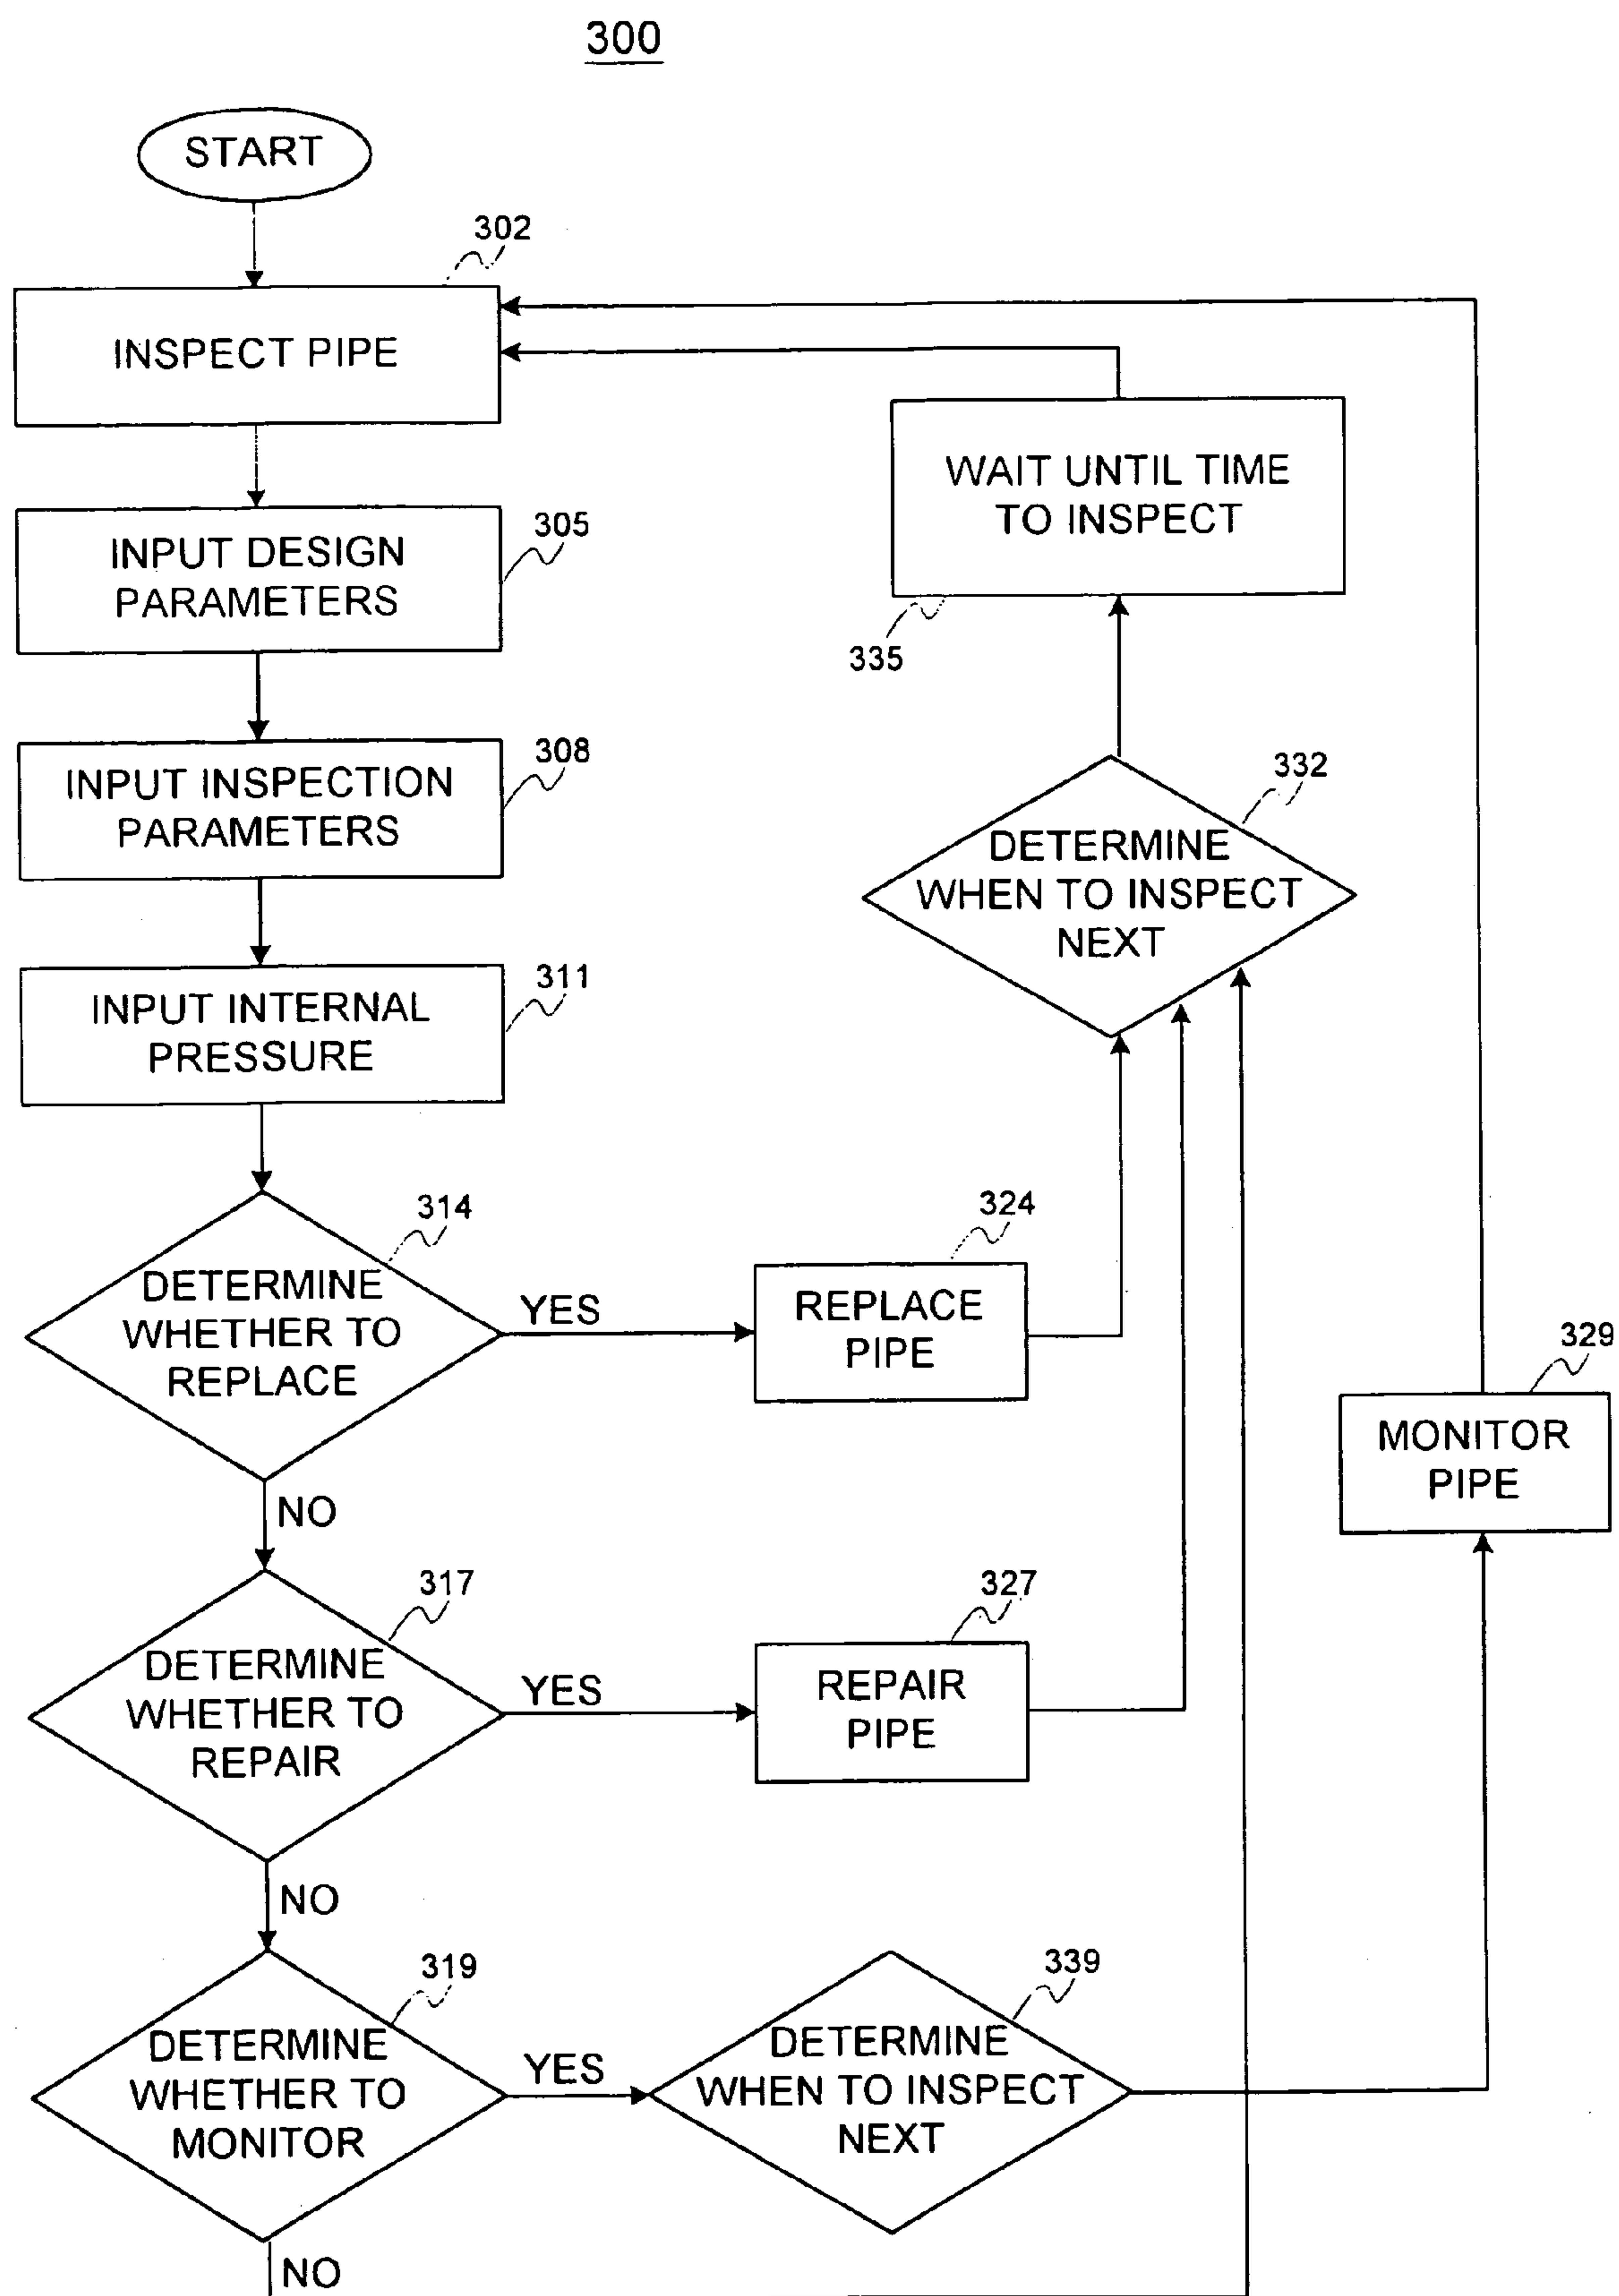 300
START
302
INSPECT PIPE
WAIT UNTIL TIME
TO INSPECT
335
305
INPUT DESIGN
PARAMETERS
308
INPUT INSPECTION
PARAMETERS
332
DETERMINE
WHEN TO INSPECT
NEXT
311
INPUT INTERNAL
PRESSURE
314
DETERMINE
WHETHER TO
REPLACE
YES
324
REPLACE
PIPE
329
MONITOR
PIPE
NO
317
DETERMINE
WHETHER TO
REPAIR
YES
327
REPAIR
PIPE
NO
319
DETERMINE
WHETHER TO
MONITOR
YES
339
DETERMINE
WHEN TO INSPECT
NEXT
NO